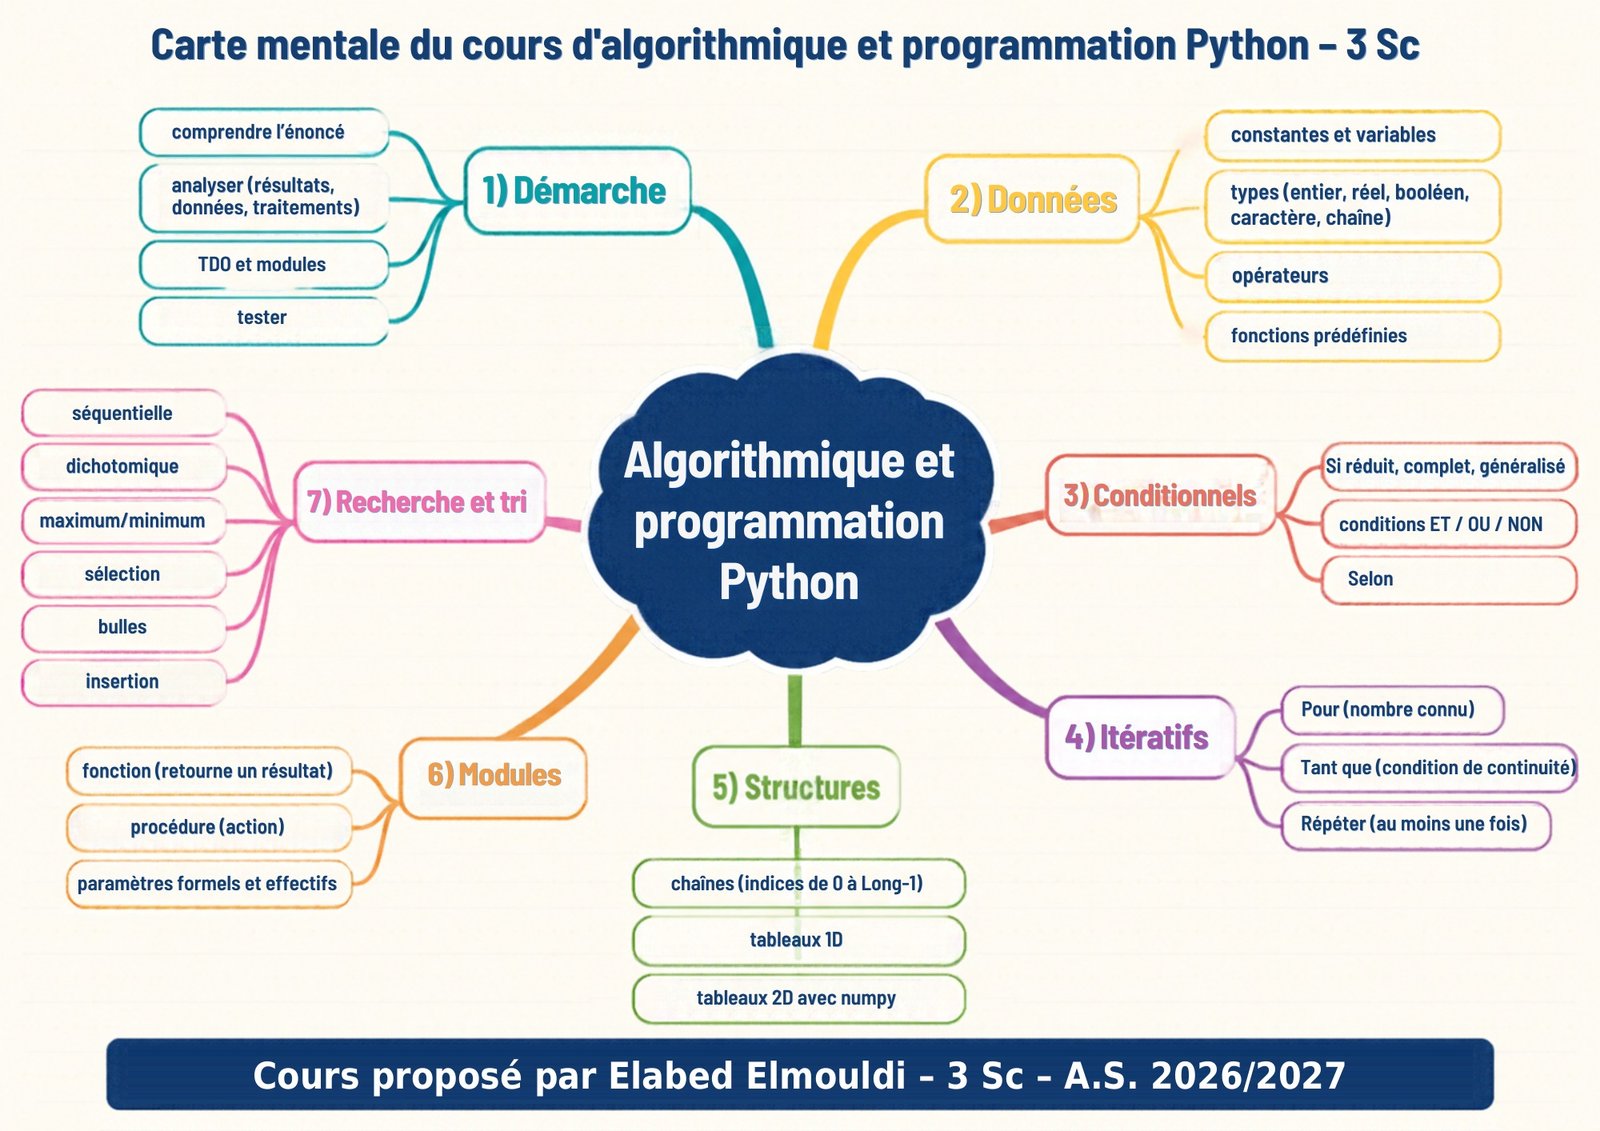 Carte mentale du cours d'algorithmique et programmation Python – 3 Sc
1) Démarche
comprendre l'énoncé
analyser (résultats,
données, traitements)
TDO et modules
tester
2) Données
constantes et variables
types (entier, réel, booléen,
caractère, chaîne)
opérateurs
fonctions prédéfinies
Algorithmique et
programmation
Python
3) Conditionnels
Si réduit, complet, généralisé
conditions ET / OU / NON
Selon
4) Itératifs
Pour (nombre connu)
Tant que (condition de continuité)
Répéter (au moins une fois)
5) Structures
chaînes (indices de 0 à Long-1)
tableaux 1D
tableaux 2D avec numpy
6) Modules
fonction (retourne un résultat)
procédure (action)
paramètres formels et effectifs
7) Recherche et tri
séquentielle
dichotomique
maximum/minimum
sélection
bulles
insertion
Cours proposé par Elabed Elmouldi – 3 Sc – A.S. 2026/2027